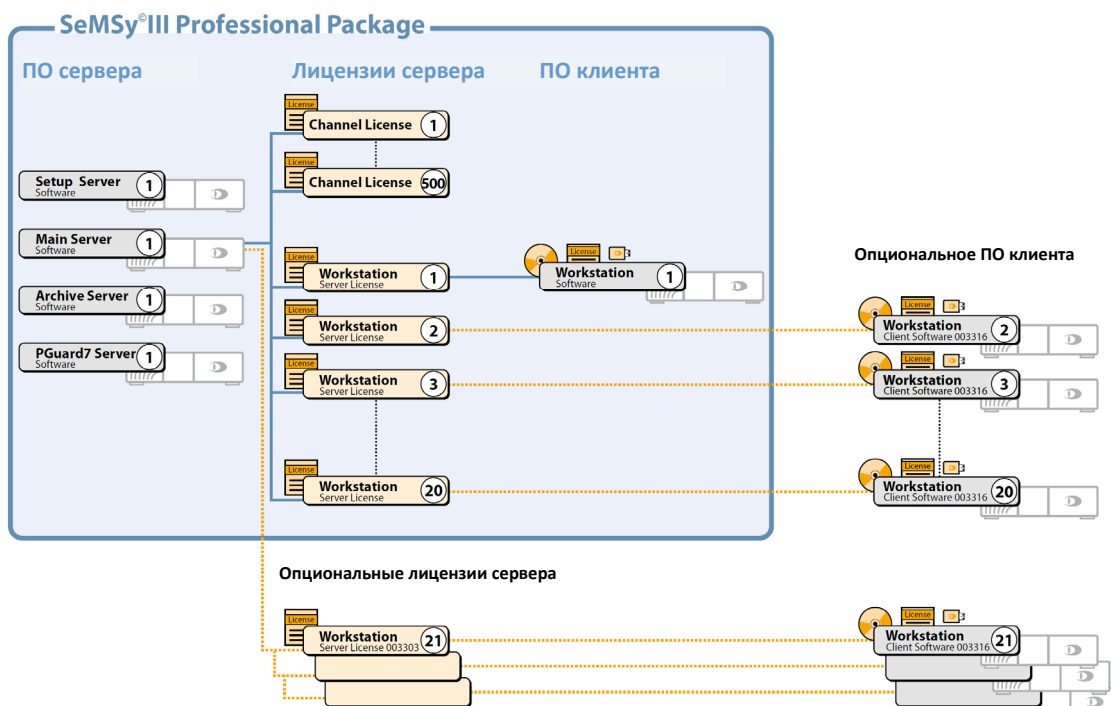 SeMSy©III Professional Package
ПО сервера
Лицензии сервера
ПО клиента
License
Channel License 1
License
Channel License 500
Setup Server 1
Software
Main Server 1
Software
Archive Server 1
Software
PGuard7 Server 1
Software
License
Workstation 1
Server License
License
Workstation 1
Software
License
Workstation 2
Server License
License
Workstation 3
Server License
License
Workstation 20
Server License
Опциональное ПО клиента
License
Workstation 2
Client Software 003316
License
Workstation 3
Client Software 003316
License
Workstation 20
Client Software 003316
Опциональные лицензии сервера
License
Workstation 21
Server License 003303
License
Workstation 21
Client Software 003316